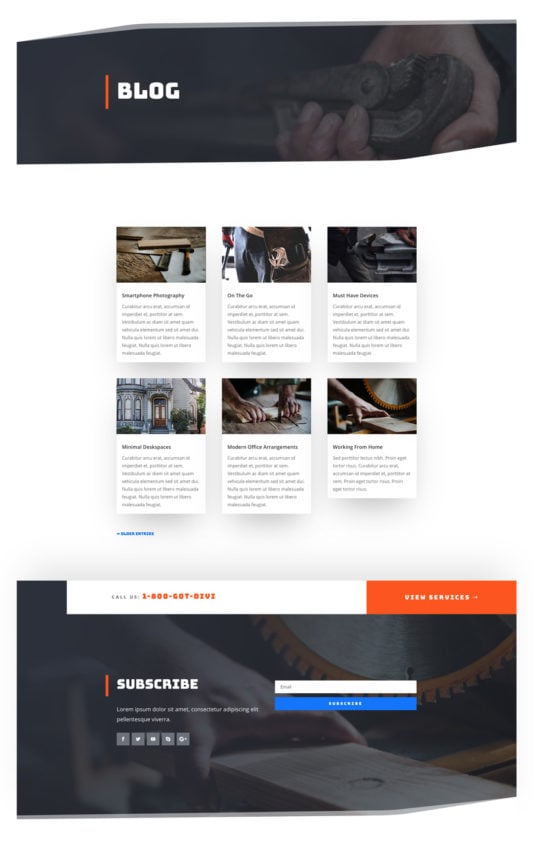 BLOG
Smartphone Photography
Curabitur arcu erat, accumsan id
imperdiet et, porttitor at sem.
Vestibulum ac diam sit amet quam
vehicula elementum sed sit amet dui.
Nulla quis lorem ut libero malesuada
feugiat. Nulla quis lorem ut libero
malesuada feugiat.
On The Go
Curabitur arcu erat, accumsan id
imperdiet et, porttitor at sem.
Vestibulum ac diam sit amet quam
vehicula elementum sed sit amet dui.
Nulla quis lorem ut libero malesuada
feugiat. Nulla quis lorem ut libero
malesuada feugiat.
Must Have Devices
Curabitur arcu erat, accumsan id
imperdiet et, porttitor at sem.
Vestibulum ac diam sit amet quam
vehicula elementum sed sit amet dui.
Nulla quis lorem ut libero malesuada
feugiat. Nulla quis lorem ut libero
malesuada feugiat.
Minimal Deskspaces
Curabitur arcu erat, accumsan id
imperdiet et, porttitor at sem.
Vestibulum ac diam sit amet quam
vehicula elementum sed sit amet dui.
Nulla quis lorem ut libero malesuada
feugiat. Nulla quis lorem ut libero
malesuada feugiat.
Modern Office Arrangements
Curabitur arcu erat, accumsan id
imperdiet et, porttitor at sem.
Vestibulum ac diam sit amet quam
vehicula elementum sed sit amet dui.
Nulla quis lorem ut libero malesuada
feugiat. Nulla quis lorem ut libero
malesuada feugiat.
Working From Home
Sed porttitor lectus nibh. Proin eget
tortor risus. Curabitur arcu erat,
accumsan id imperdiet et, porttitor at
sem. Proin eget tortor risus. Proin
eget tortor risus.
← OLDER ENTRIES
CALL US: 1-800-GOT-DIVI
VIEW SERVICES →
SUBSCRIBE
Lorem ipsum dolor sit amet, consectetur adipiscing elit
pellentesque viverra.
Email
SUBSCRIBE